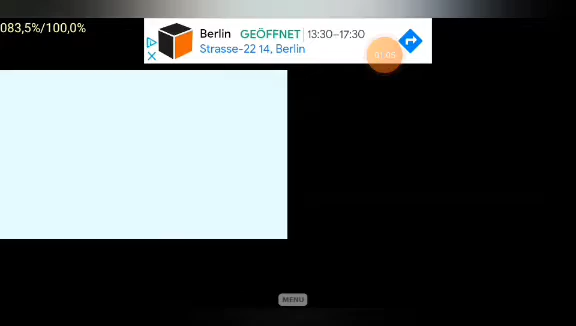 083,5%/100,0%
Berlin GEÖFFNET | 13:30–17:30
Strasse-22 14, Berlin
01:05
MENU